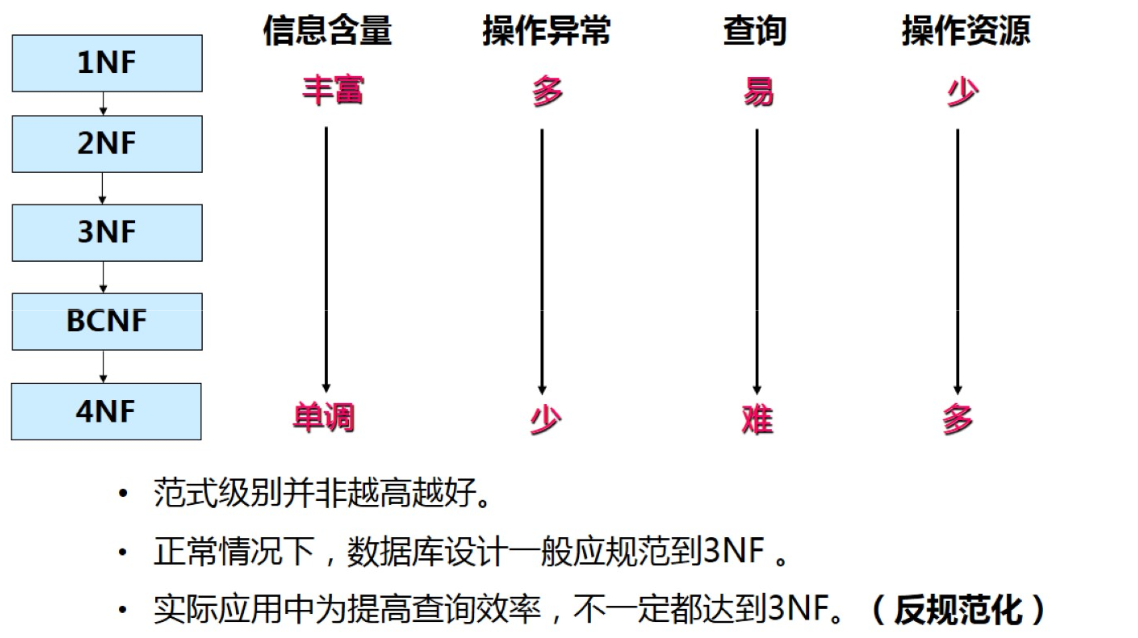 信息含量 操作异常 查询 操作资源
1NF
丰富 多 易 少
2NF
3NF
BCNF
4NF
单调 少 难 多
• 范式级别并非越高越好。
• 正常情况下，数据库设计一般应规范到3NF 。
• 实际应用中为提高查询效率，不一定都达到3NF。（反规范化）